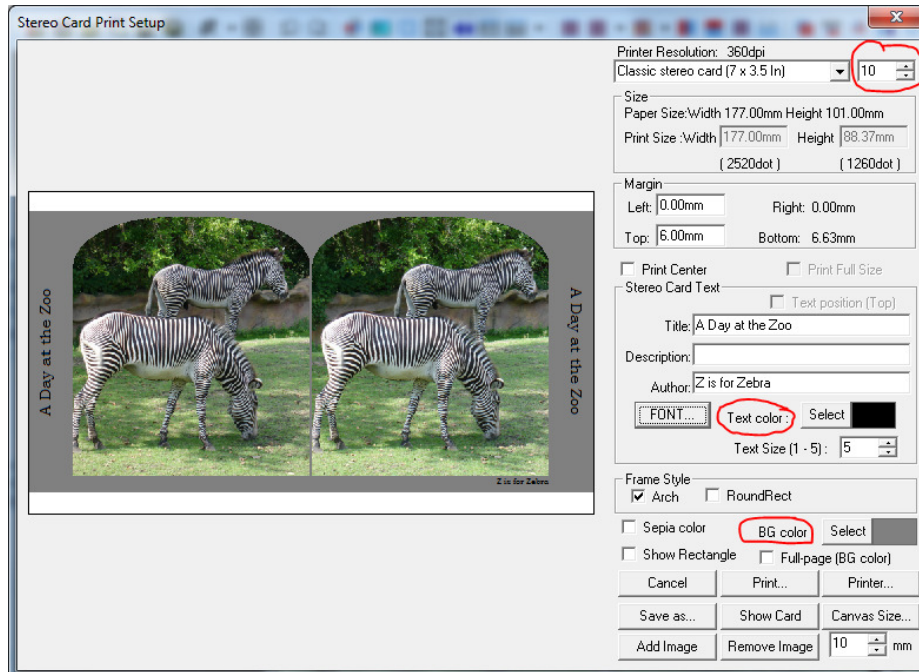 Stereo Card Print Setup
x
Printer Resolution: 360dpi
Classic stereo card (7 x 3.5 In) 10
Size
Paper Size:Width 177.00mm Height 101.00mm
Print Size :Width 177.00mm Height 88.37mm
( 2520dot ) ( 1260dot )
Margin
Left: 0.00mm Right: 0.00mm
Top: 6.00mm Bottom: 6.63mm
Print Center Print Full Size
Stereo Card Text
Text position (Top)
Title: A Day at the Zoo
Description:
Author: Z is for Zebra
FONT... Text color : Select
Text Size (1 - 5) : 5
Frame Style
Arch RoundRect
Sepia color BG color Select
Show Rectangle Full-page (BG color)
Cancel Print... Printer...
Save as... Show Card Canvas Size...
Add Image Remove Image 10 mm
A Day at the Zoo
A Day at the Zoo
Z is for Zebra